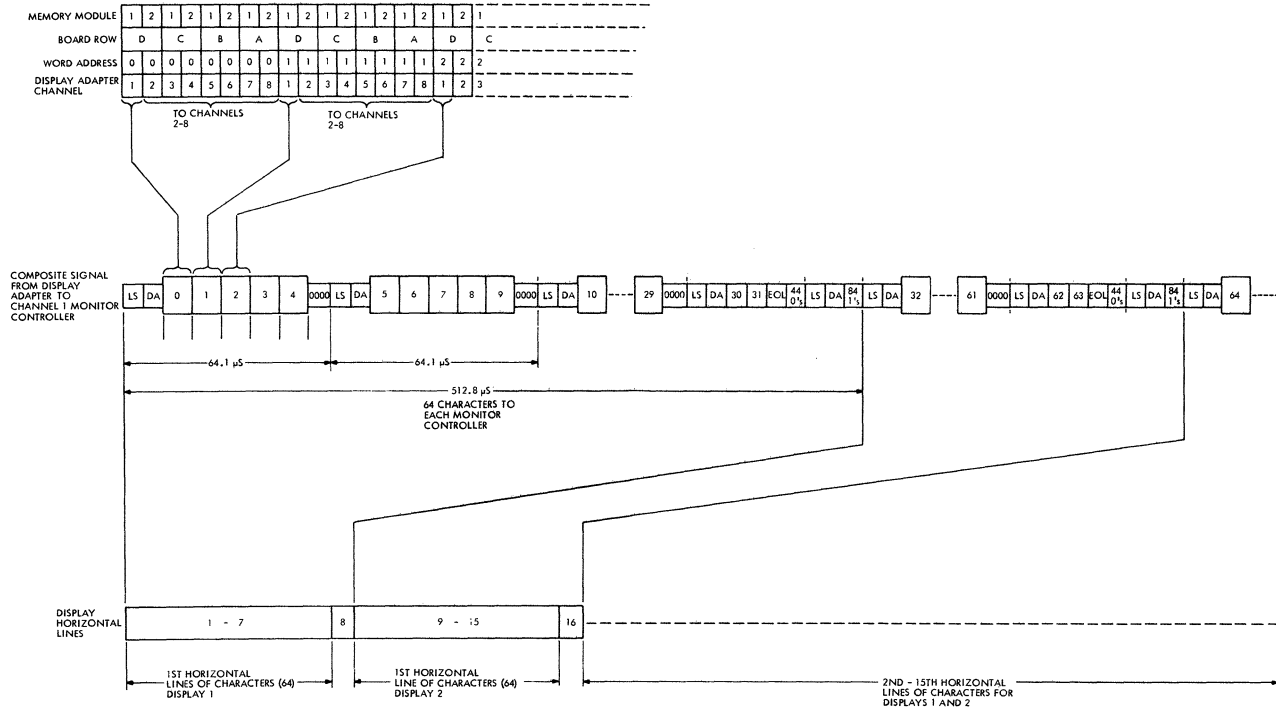 MEMORY MODULE 1 2 1 2 1 2 1 2 1 2 1 2 1 2 1 2 1 2 1
BOARD ROW D C B A D C B A D C
WORD ADDRESS 0 0 0 0 0 0 0 0 1 1 1 1 1 1 1 1 2 2 2
DISPLAY ADAPTER
CHANNEL 1 2 3 4 5 6 7 8 1 2 3 4 5 6 7 8 1 2 3
TO CHANNELS
2-8
TO CHANNELS
2-8
COMPOSITE SIGNAL
FROM DISPLAY
ADAPTER TO
CHANNEL 1 MONITOR
CONTROLLER
LS DA 0 1 2 3 4 0000 LS DA 5 6 7 8 9 0000 LS DA 10 29 0000 LS DA 30 31 EOL 44 0's LS DA 84 1's LS DA 32 61 0000 LS DA 62 63 EOL 44 0's LS DA 84 1's LS DA 64
64.1 µS 64.1 µS
512.8 µS
64 CHARACTERS TO
EACH MONITOR
CONTROLLER
DISPLAY
HORIZONTAL
LINES
1 - 7 8 9 - 15 16
1ST HORIZONTAL
LINES OF CHARACTERS (64)
DISPLAY 1
1ST HORIZONTAL
LINE OF CHARACTERS (64)
DISPLAY 2
2ND - 15TH HORIZONTAL
LINES OF CHARACTERS FOR
DISPLAYS 1 AND 2